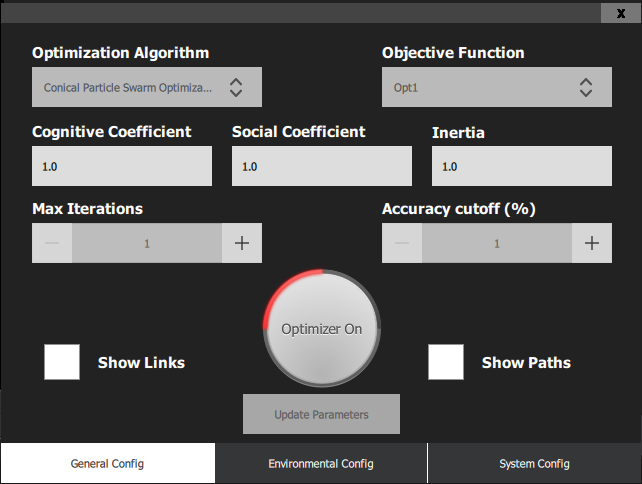 x
Optimization Algorithm
Objective Function
Conical Particle Swarm Optimiza...
Opt1
Cognitive Coefficient
Social Coefficient
Inertia
1.0
1.0
1.0
Max Iterations
Accuracy cutoff (%)
1
1
Optimizer On
Show Links
Show Paths
Update Parameters
General Config
Environmental Config
System Config